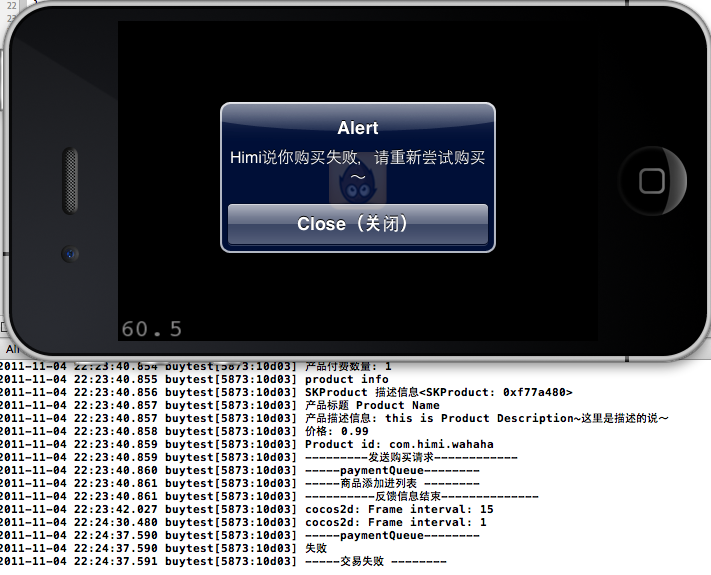 22
23
Alert
Himi说你购买失败，请重新尝试购买
～
Close（关闭）
60.5
All
2011-11-04 22:23:40.854 buytest[5873:10d03] 产品付费数量: 1
2011-11-04 22:23:40.855 buytest[5873:10d03] product info
2011-11-04 22:23:40.856 buytest[5873:10d03] SKProduct 描述信息<SKProduct: 0xf77a480>
2011-11-04 22:23:40.857 buytest[5873:10d03] 产品标题 Product Name
2011-11-04 22:23:40.857 buytest[5873:10d03] 产品描述信息: this is Product Description~这里是描述的说～
2011-11-04 22:23:40.858 buytest[5873:10d03] 价格: 0.99
2011-11-04 22:23:40.859 buytest[5873:10d03] Product id: com.himi.wahaha
2011-11-04 22:23:40.859 buytest[5873:10d03] ---------发送购买请求------------
2011-11-04 22:23:40.860 buytest[5873:10d03] -----paymentQueue--------
2011-11-04 22:23:40.861 buytest[5873:10d03] -----商品添加进列表 --------
2011-11-04 22:23:40.861 buytest[5873:10d03] ----------反馈信息结束--------------
2011-11-04 22:23:42.027 buytest[5873:10d03] cocos2d: Frame interval: 15
2011-11-04 22:24:30.480 buytest[5873:10d03] cocos2d: Frame interval: 1
2011-11-04 22:24:37.590 buytest[5873:10d03] -----paymentQueue--------
2011-11-04 22:24:37.590 buytest[5873:10d03] 失败
2011-11-04 22:24:37.591 buytest[5873:10d03] -----交易失败 --------